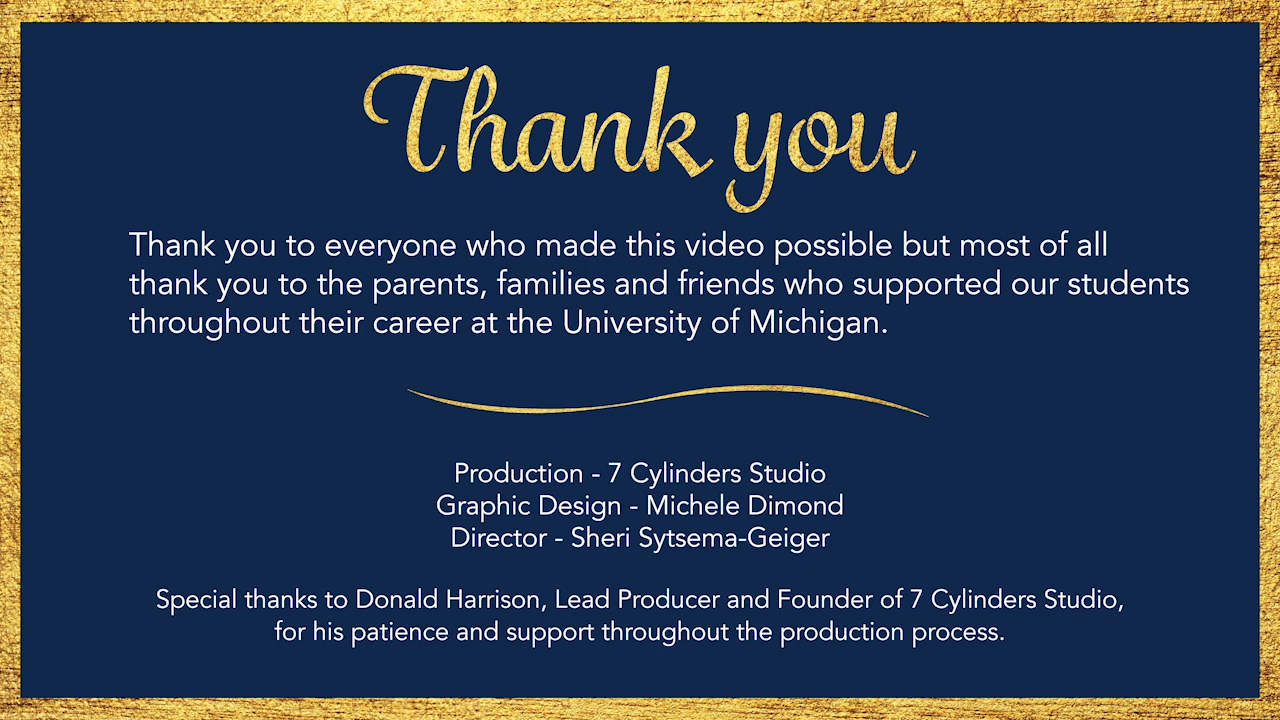 Thank you
Thank you to everyone who made this video possible but most of all
thank you to the parents, families and friends who supported our students
throughout their career at the University of Michigan.
Production - 7 Cylinders Studio
Graphic Design - Michele Dimond
Director - Sheri Sytsema-Geiger
Special thanks to Donald Harrison, Lead Producer and Founder of 7 Cylinders Studio,
for his patience and support throughout the production process.